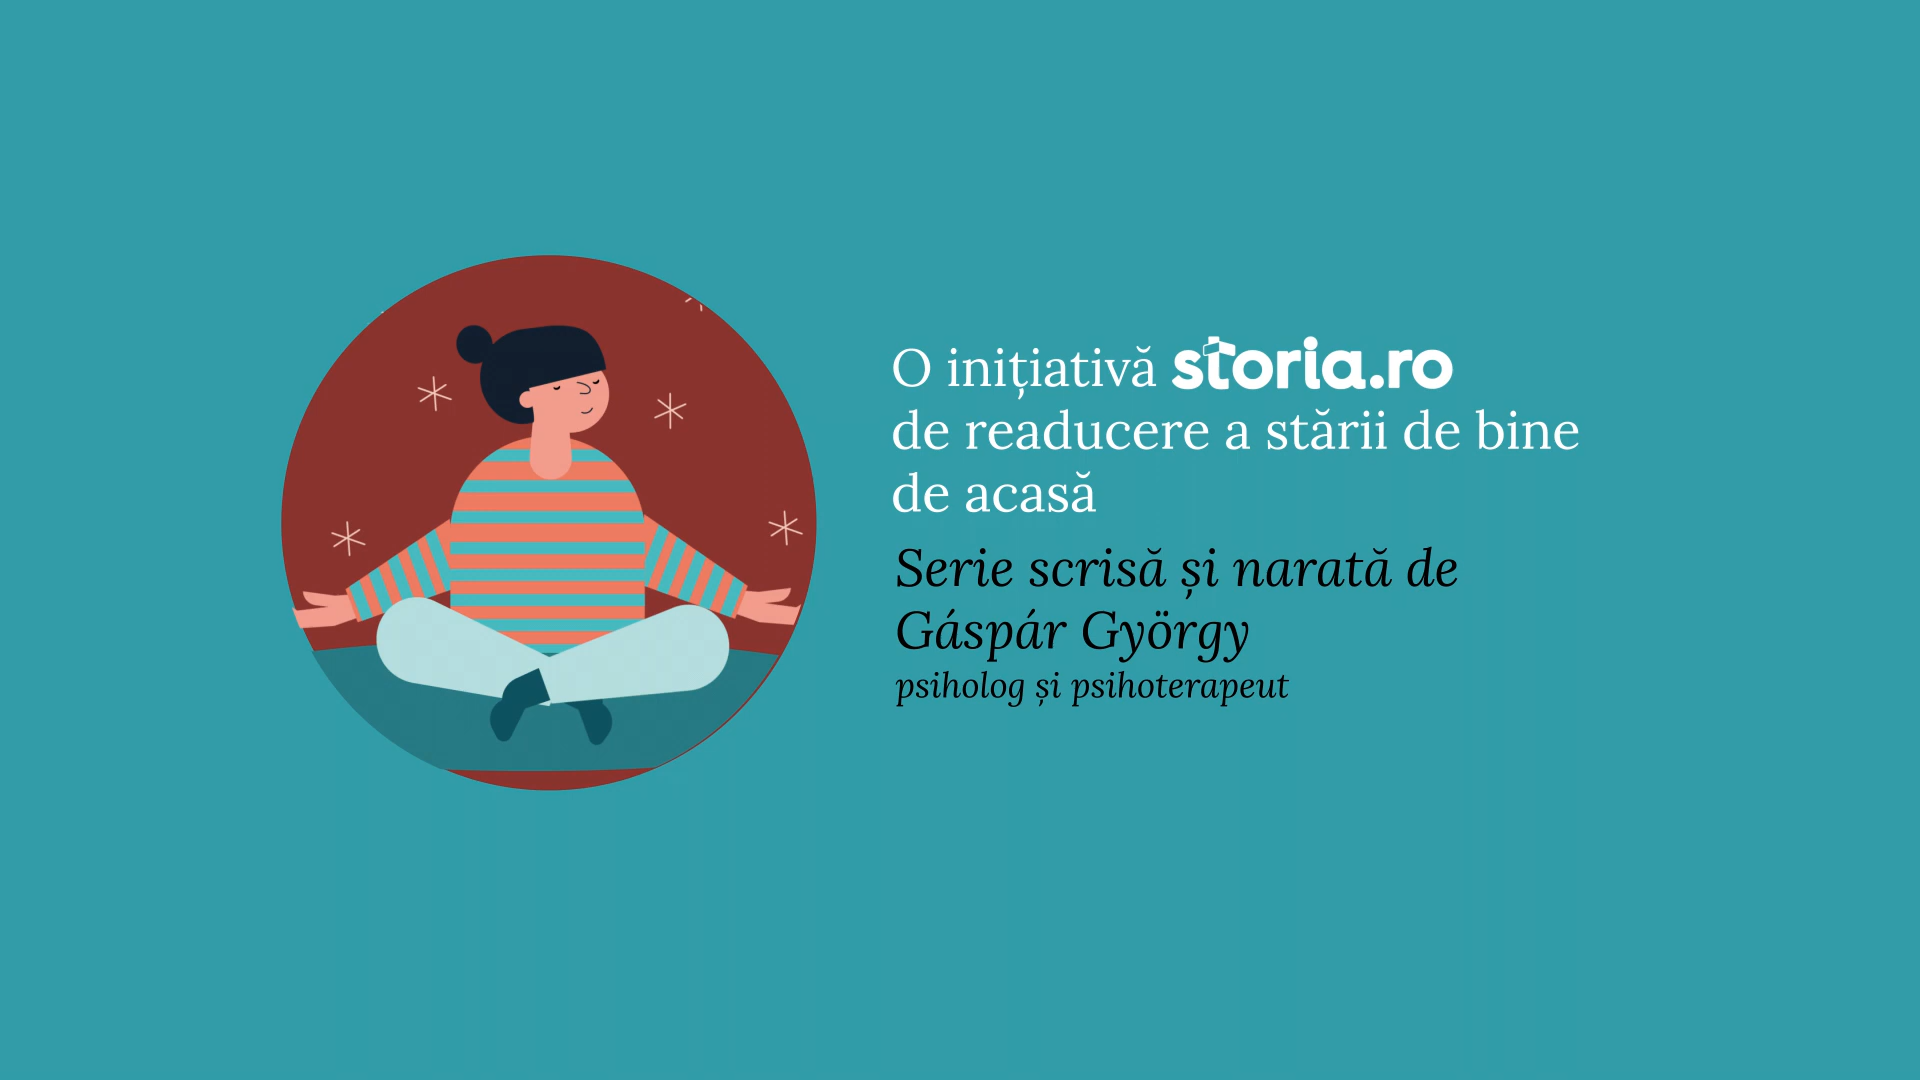 O inițiativă storia.ro
de readucere a stării de bine
de acasă
Serie scrisă și narată de
Gáspár György
psiholog și psihoterapeut